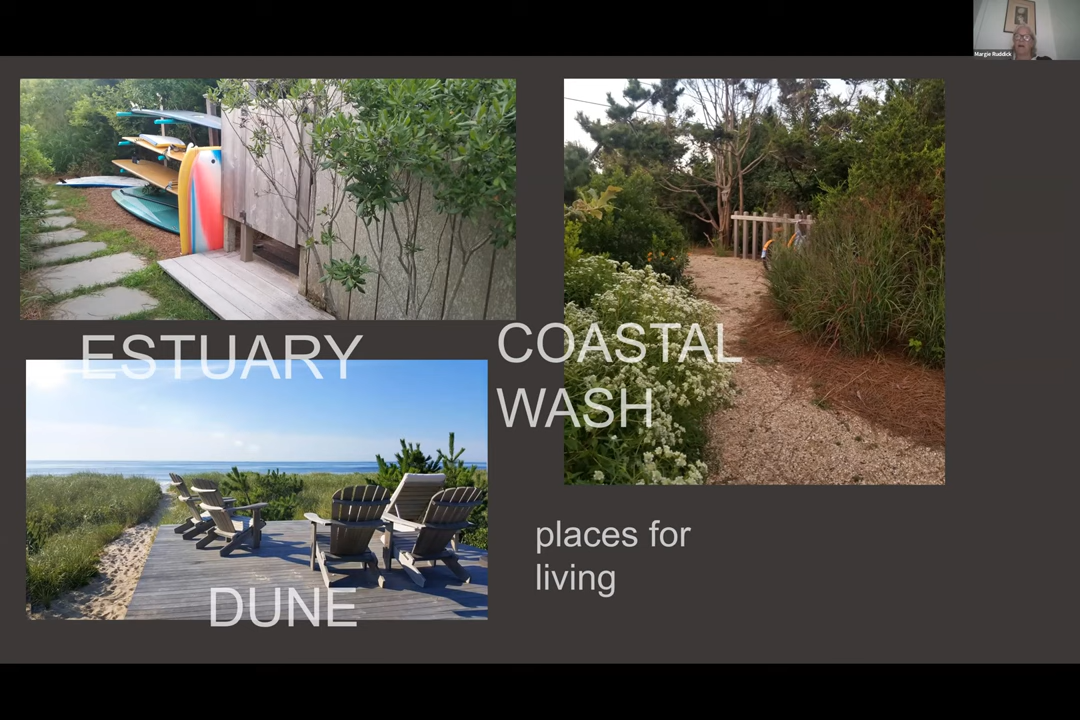 Margie Ruddick
ESTUARY
COASTAL
WASH
DUNE
places for
living